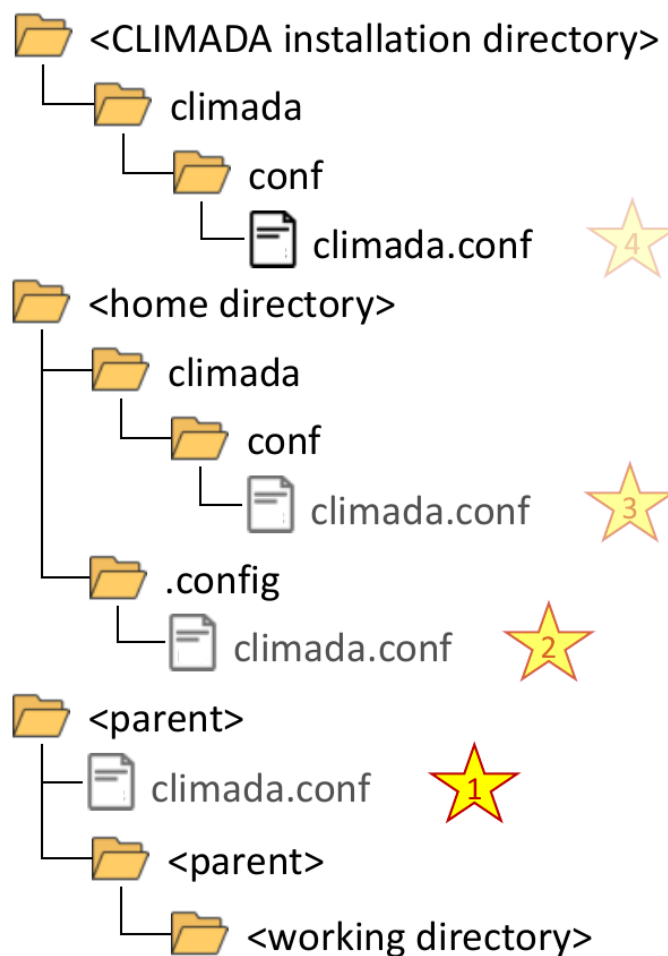 <CLIMADA installation directory>
climada
conf
climada.conf 4
<home directory>
climada
conf
climada.conf 3
.config
climada.conf 2
<parent>
climada.conf 1
<parent>
<working directory>